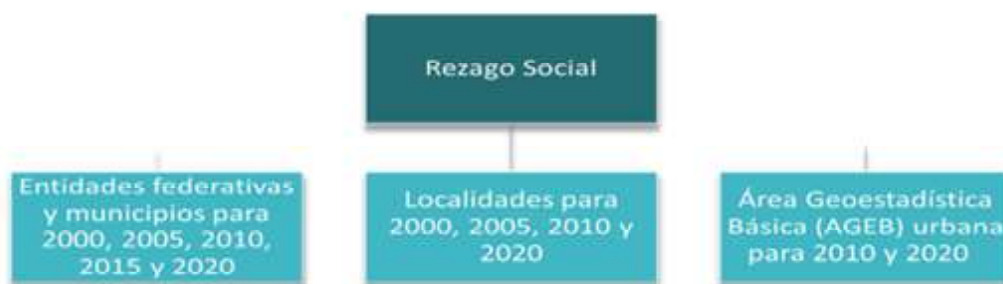 Rezago Social
Entidades federativas
y municipios para
2000, 2005, 2010,
2015 y 2020
Localidades para
2000, 2005, 2010 y
2020
Área Geoestadística
Básica (AGEB) urbana
para 2010 y 2020